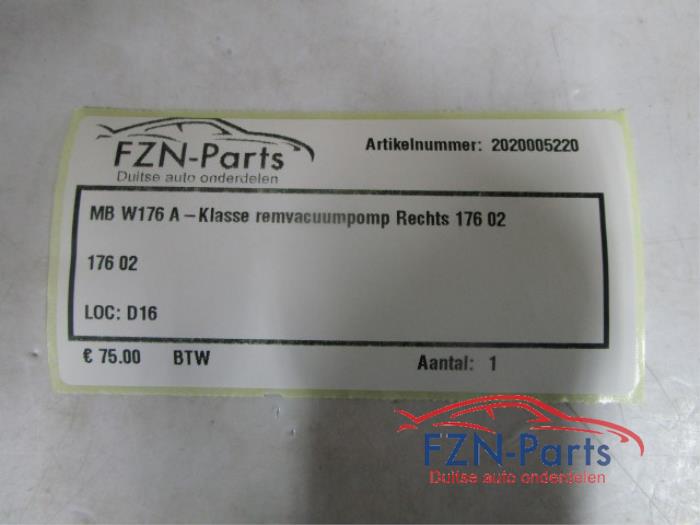 FZN-Parts
Duitse auto onderdelen
Artikelnummer: 2020005220
MB W176 A – Klasse remvacuumpomp Rechts 176 02
176 02
LOC: D16
€ 75.00 BTW
Aantal: 1
FZN-Parts
Duitse auto onderdelen